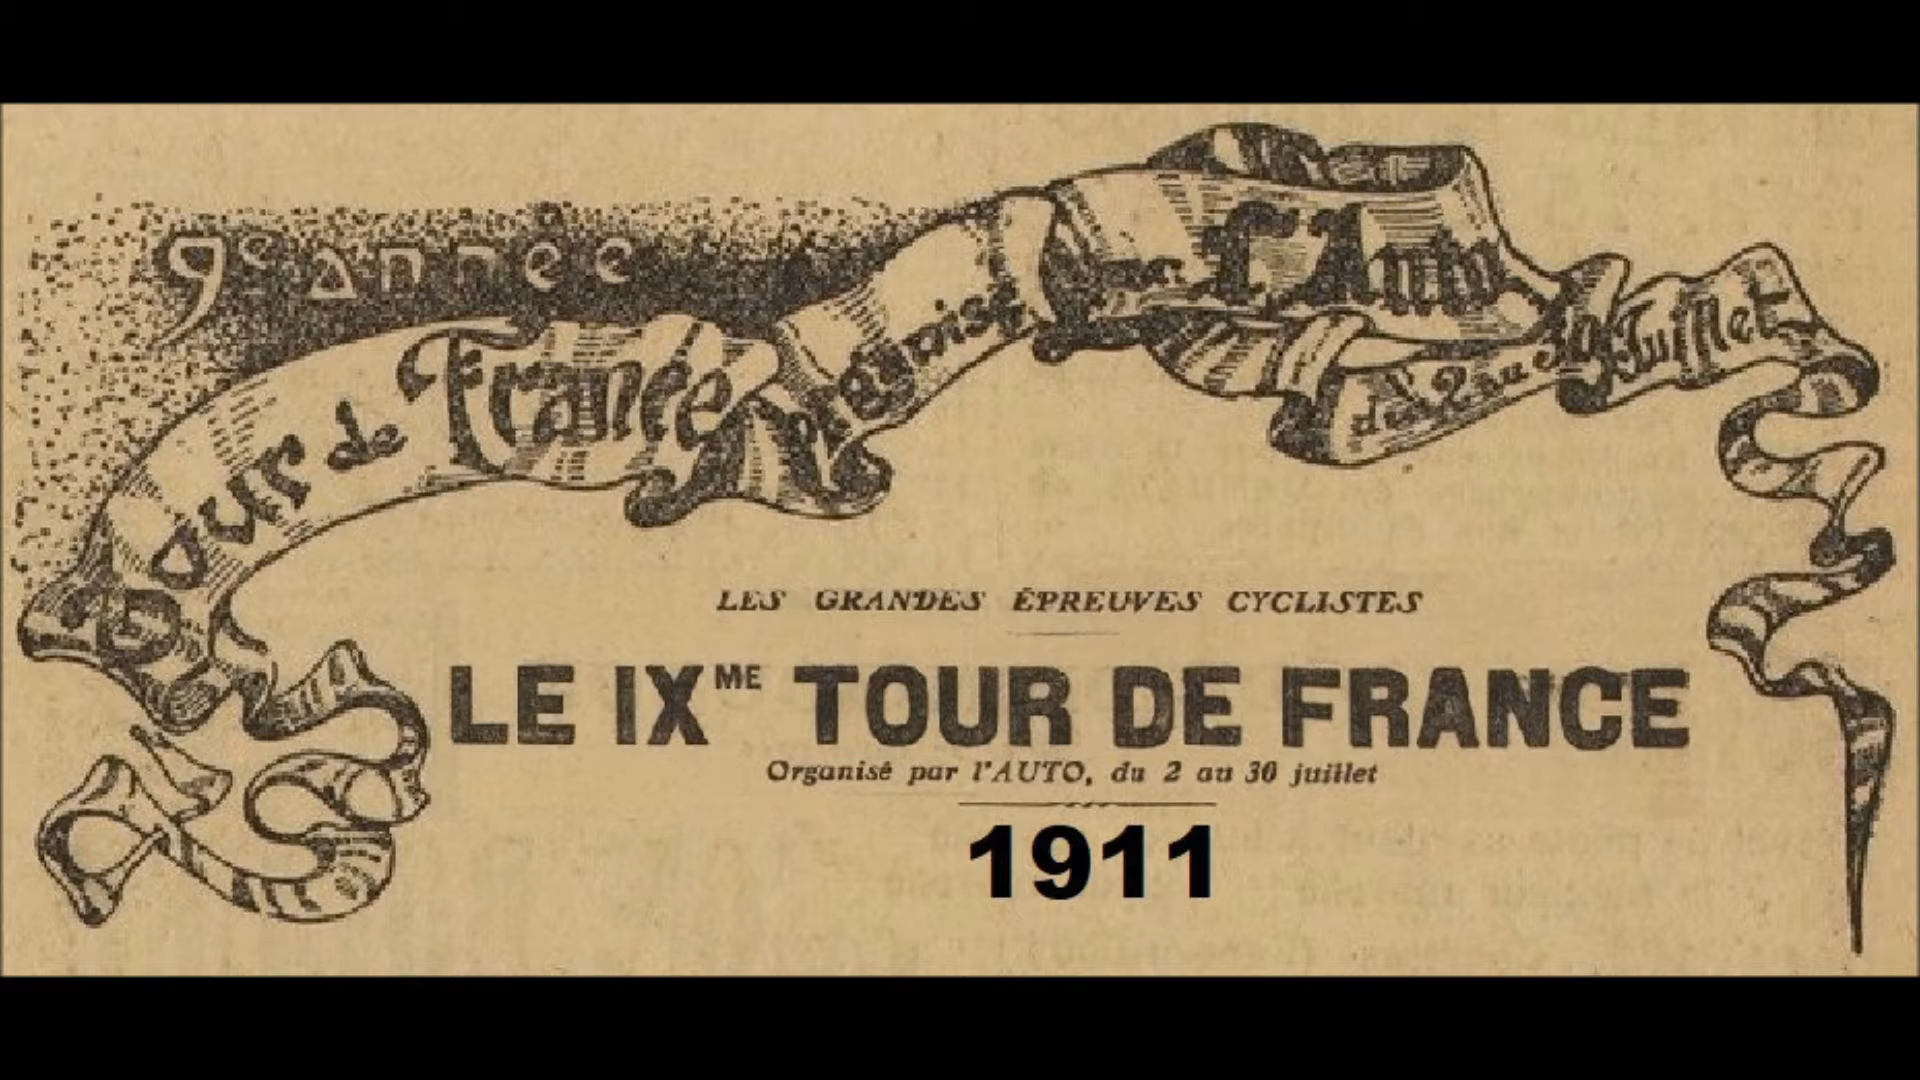 9e année
Tour de France organisé par l'Auto du 2 au 30 Juillet
LES GRANDES ÉPREUVES CYCLISTES
LE IXME TOUR DE FRANCE
Organisé par l'AUTO, du 2 au 30 juillet
1911